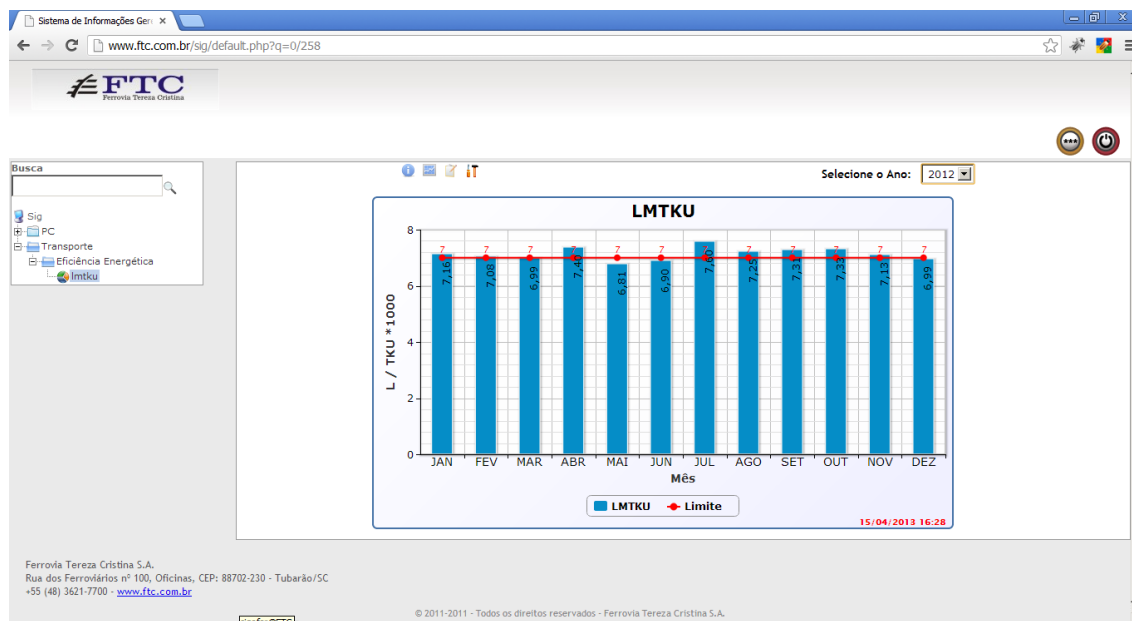 Sistema de Informações Ger
www.ftc.com.br/sig/default.php?q=0/258
FTC
Ferrovia Tereza Cristina
Busca
Sig
PC
Transporte
Eficiência Energética
lmtku
Selecione o Ano: 2012
LMTKU
L / TKU *1000
8
6
4
2
0
7 7 7 7 7 7 7 7 7 7 7 7
7,16 7,08 6,99 7,40 6,81 6,90 7,60 7,25 7,31 7,33 7,13 6,99
JAN FEV MAR ABR MAI JUN JUL AGO SET OUT NOV DEZ
Mês
LMTKU Limite
15/04/2013 16:28
Ferrovia Tereza Cristina S.A.
Rua dos Ferroviários nº 100, Oficinas, CEP: 88702-230 - Tubarão/SC
+55 (48) 3621-7700 - www.ftc.com.br
© 2011-2011 - Todos os direitos reservados - Ferrovia Tereza Cristina S.A.